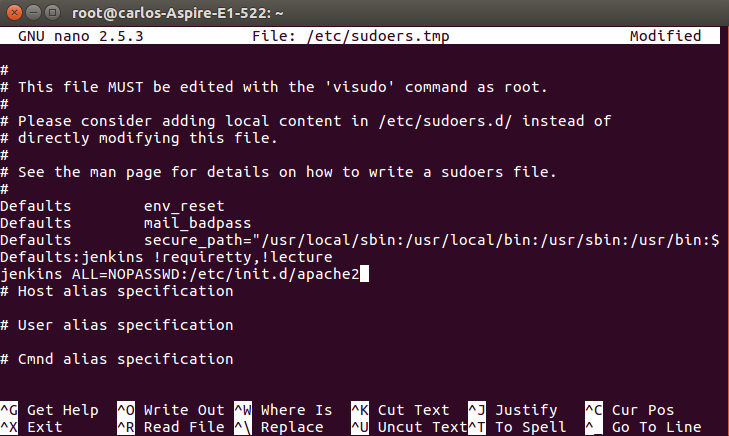 root@carlos-Aspire-E1-522: ~
GNU nano 2.5.3 File: /etc/sudoers.tmp Modified
#
# This file MUST be edited with the 'visudo' command as root.
#
# Please consider adding local content in /etc/sudoers.d/ instead of
# directly modifying this file.
#
# See the man page for details on how to write a sudoers file.
#
Defaults env_reset
Defaults mail_badpass
Defaults secure_path="/usr/local/sbin:/usr/local/bin:/usr/sbin:/usr/bin:$
Defaults:jenkins !requiretty,!lecture
jenkins ALL=NOPASSWD:/etc/init.d/apache2
# Host alias specification
# User alias specification
# Cmnd alias specification
^G Get Help ^O Write Out ^W Where Is ^K Cut Text ^J Justify ^C Cur Pos
^X Exit ^R Read File ^\ Replace ^U Uncut Text ^T To Spell ^_ Go To Line